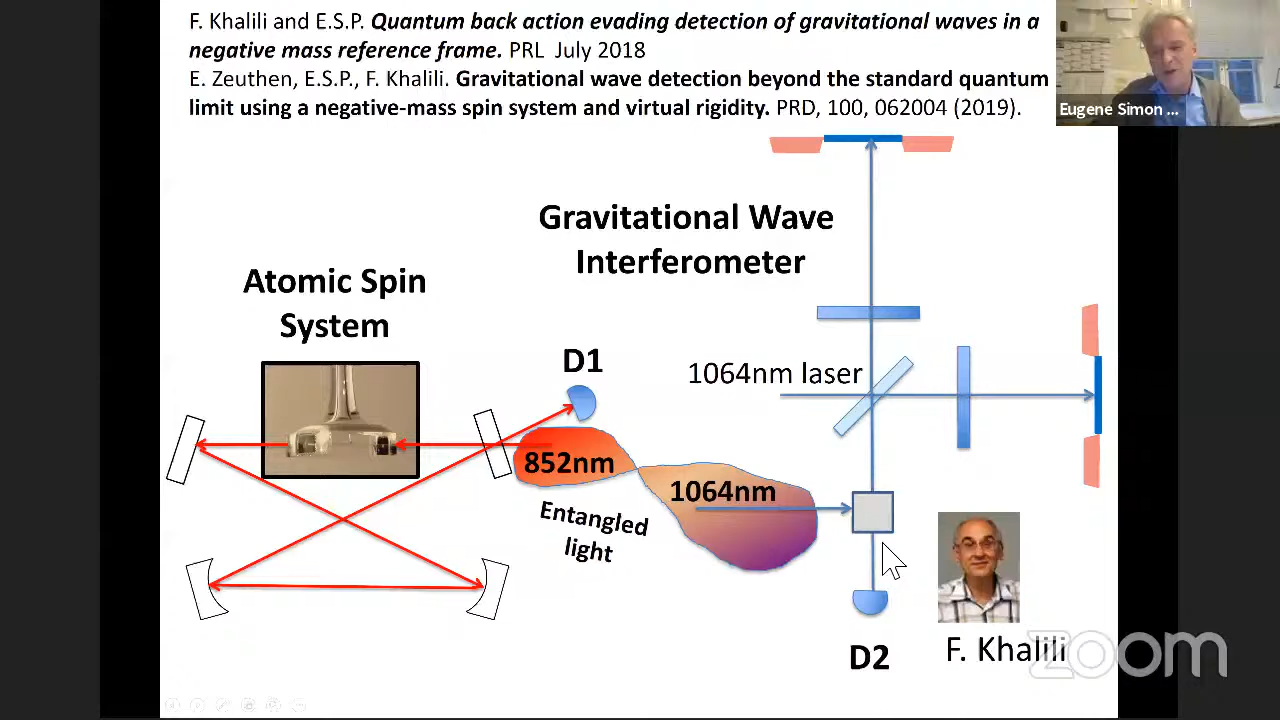 F. Khalili and E.S.P. Quantum back action evading detection of gravitational waves in a
negative mass reference frame. PRL July 2018
E. Zeuthen, E.S.P., F. Khalili. Gravitational wave detection beyond the standard quantum
limit using a negative-mass spin system and virtual rigidity. PRD, 100, 062004 (2019).
Eugene Simon ...
Gravitational Wave
Interferometer
Atomic Spin
System
D1
1064nm laser
852nm
1064nm
Entangled
light
D2
F. Khalili
zoom